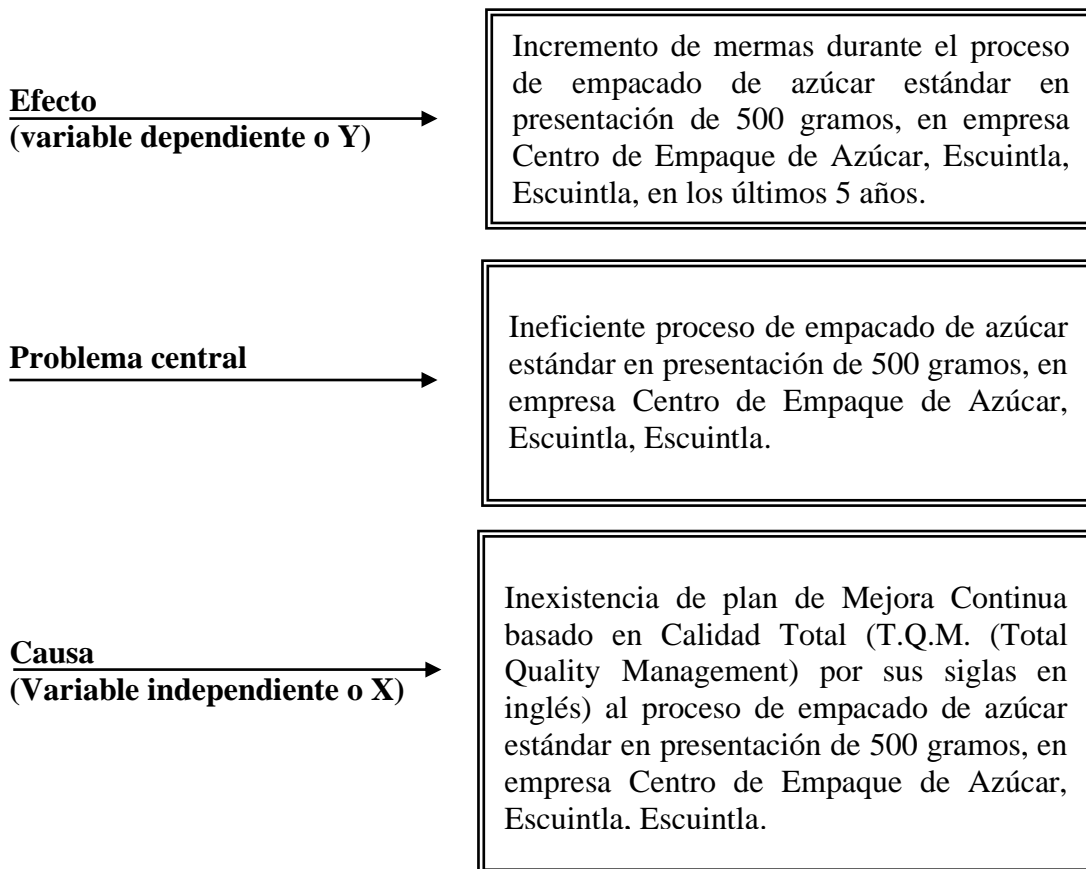 Efecto
(variable dependiente o Y)
Incremento de mermas durante el proceso
de empacado de azúcar estándar en
presentación de 500 gramos, en empresa
Centro de Empaque de Azúcar, Escuintla,
Escuintla, en los últimos 5 años.
Problema central
Ineficiente proceso de empacado de azúcar
estándar en presentación de 500 gramos, en
empresa Centro de Empaque de Azúcar,
Escuintla, Escuintla.
Causa
(Variable independiente o X)
Inexistencia de plan de Mejora Continua
basado en Calidad Total (T.Q.M. (Total
Quality Management) por sus siglas en
inglés) al proceso de empacado de azúcar
estándar en presentación de 500 gramos, en
empresa Centro de Empaque de Azúcar,
Escuintla, Escuintla.